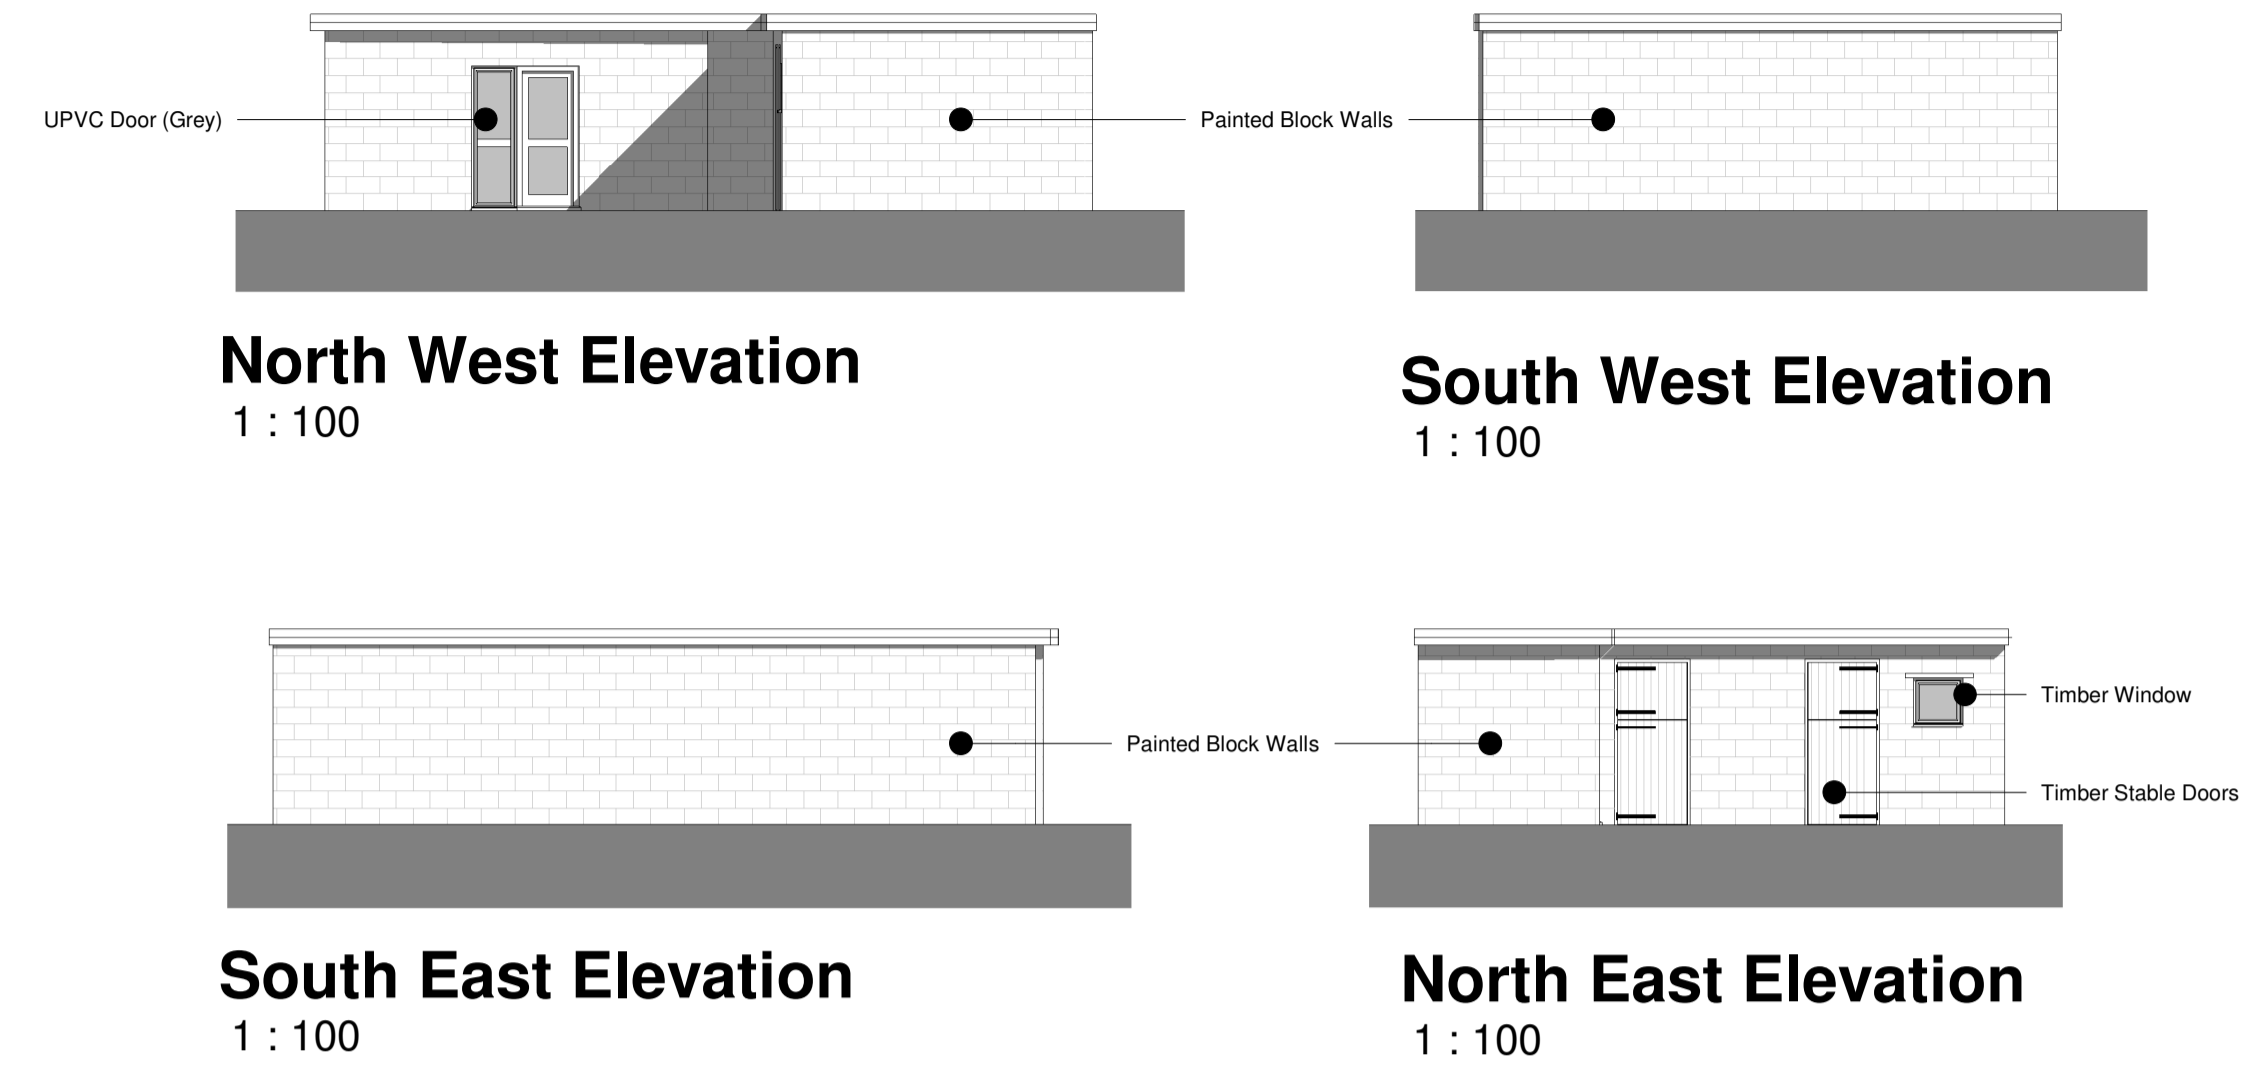 UPVC Door (Grey)
Painted Block Walls
North West Elevation
1 : 100
South West Elevation
1 : 100
Painted Block Walls
Timber Window
Timber Stable Doors
South East Elevation
1 : 100
North East Elevation
1 : 100